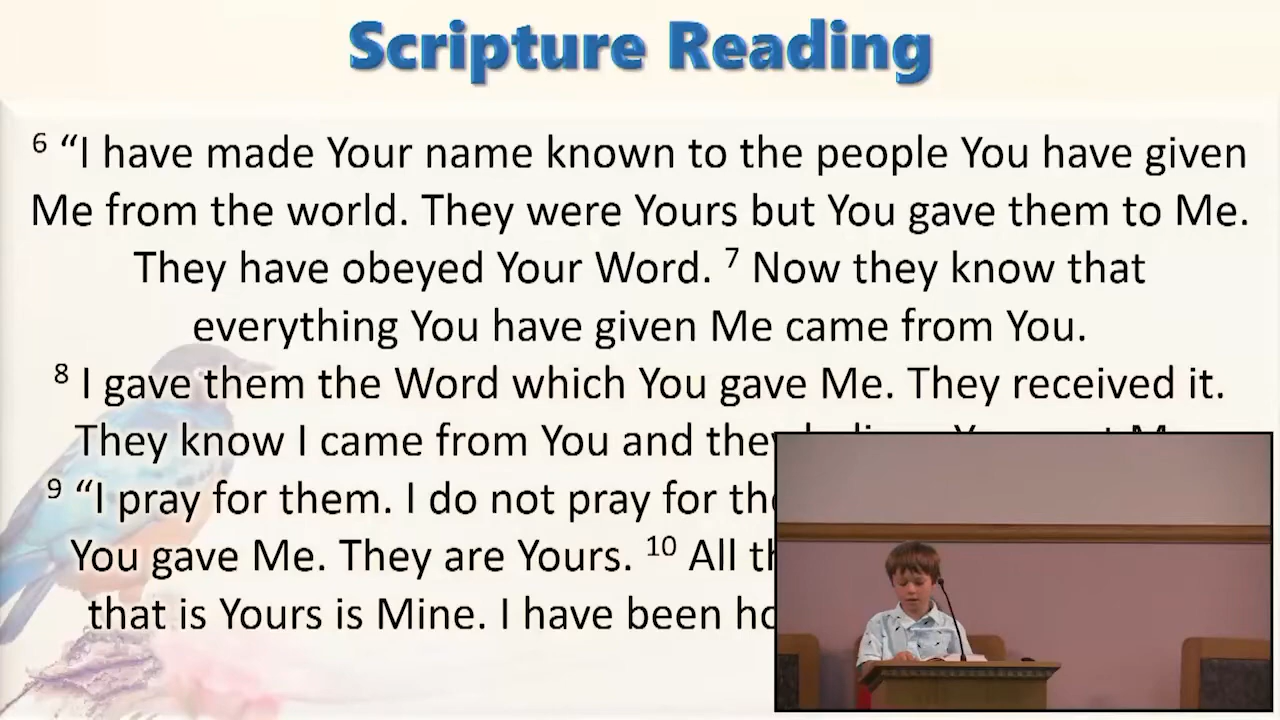 Scripture Reading
6 “I have made Your name known to the people You have given
Me from the world. They were Yours but You gave them to Me.
They have obeyed Your Word. 7 Now they know that
everything You have given Me came from You.
8 I gave them the Word which You gave Me. They received it.
They know I came from You and they
9 “I pray for them. I do not pray for
You gave Me. They are Yours. 10 All
that is Yours is Mine. I have been